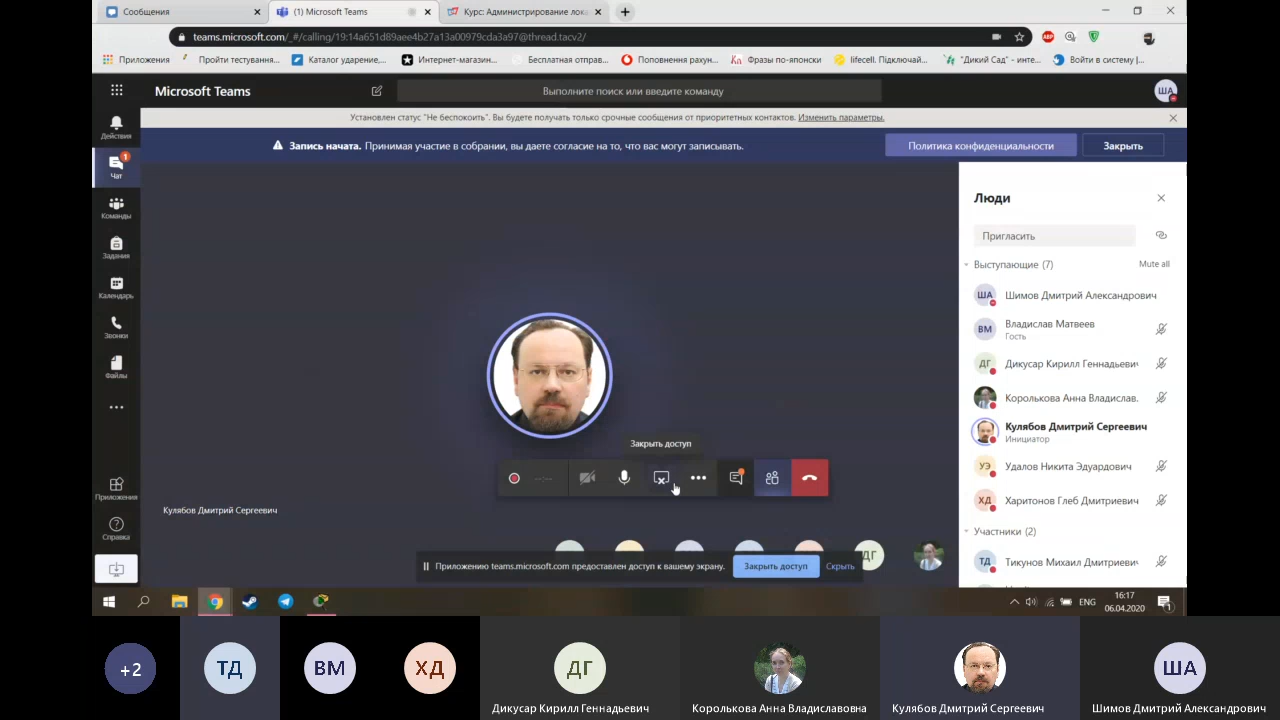 Сообщения
(1) Microsoft Teams
Курс: Администрирование лока
teams.microsoft.com/_#/calling/19:14a651d89aee4b27a13a00979cda3a97@thread.tacv2/
ABP
Приложения
Пройти тестування...
Каталог ударение,...
Интернет-магазин...
Бесплатная отправ...
Поповнення рахун...
Фразы по-японски
lifecell. Підключай...
"Дикий Сад" - инте...
Войти в систему |...
Microsoft Teams
Выполните поиск или введите команду
ША
Установлен статус "Не беспокоить". Вы будете получать только срочные сообщения от приоритетных контактов. Изменить параметры.
Запись начата. Принимая участие в собрании, вы даете согласие на то, что вас могут записывать.
Политика конфиденциальности
Закрыть
Действия
1
Чат
Команды
Задания
Календарь
Звонки
Файлы
Приложения
Справка
Люди
Пригласить
Выступающие (7)
Mute all
ША
Шимов Дмитрий Александрович
ВМ
Владислав Матвеев
Гость
ДГ
Дикусар Кирилл Геннадьевич
Королькова Анна Владислав.
Кулябов Дмитрий Сергеевич
Инициатор
УЭ
Удалов Никита Эдуардович
ХД
Харитонов Глеб Дмитриевич
Участники (2)
ТД
Тикунов Михаил Дмитриевич
Закрыть доступ
--:--
Кулябов Дмитрий Сергеевич
ДГ
Приложению teams.microsoft.com предоставлен доступ к вашему экрану.
Закрыть доступ
Скрыть
ENG
16:17
06.04.2020
1
+2
ТД
ВМ
ХД
ДГ
ША
Дикусар Кирилл Геннадьевич
Королькова Анна Владиславовна
Кулябов Дмитрий Сергеевич
Шимов Дмитрий Александрович